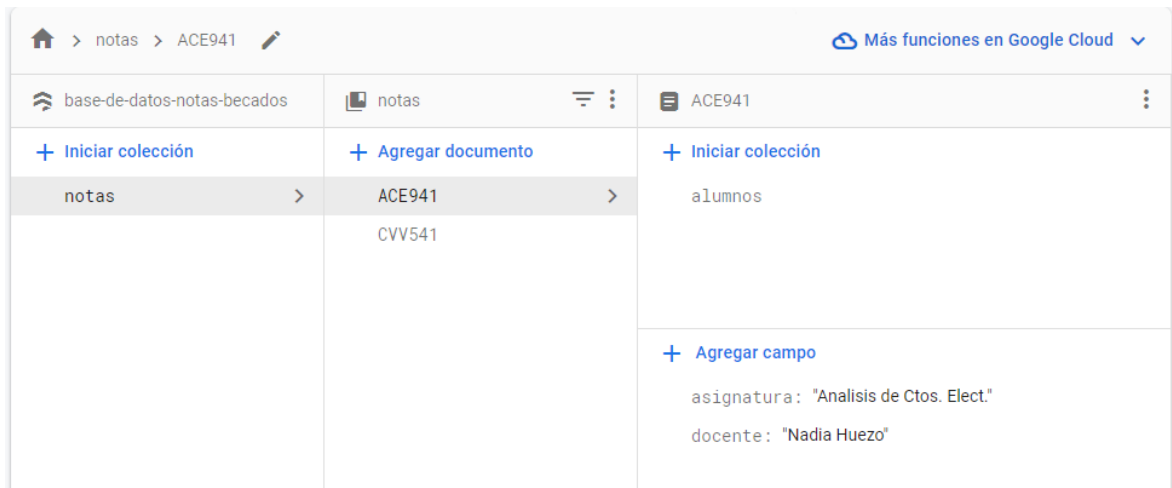 notas > ACE941
Más funciones en Google Cloud
base-de-datos-notas-becados
notas
ACE941
+ Iniciar colección
+ Agregar documento
+ Iniciar colección
notas >
ACE941 >
alumnos
CVV541
+ Agregar campo
asignatura: "Analisis de Ctos. Elect."
docente: "Nadia Huezo"